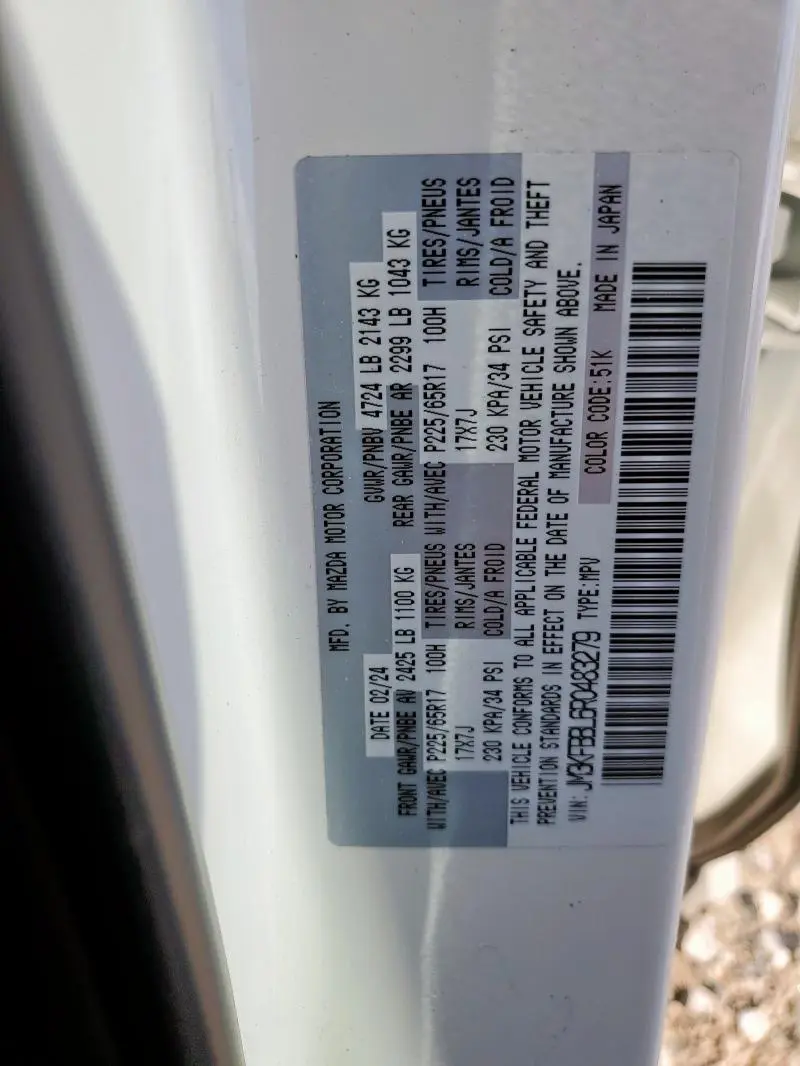 MFD. BY MAZDA MOTOR CORPORATION
DATE 02/24 GVWR/PNBV 4724 LB 2143 KG
FRONT GAWR/PNBE AV 2425 LB 1100 KG REAR GAWR/PNBE AR 2299 LB 1043 KG
WITH/AVEC P225/65R17 100H TIRES/PNEUS WITH/AVEC P225/65R17 100H TIRES/PNEUS
17X7J RIMS/JANTES 17X7J RIMS/JANTES
230 KPA/34 PSI COLD/A FROID 230 KPA/34 PSI COLD/A FROID
THIS VEHICLE CONFORMS TO ALL APPLICABLE FEDERAL MOTOR VEHICLE SAFETY AND THEFT
PREVENTION STANDARDS IN EFFECT ON THE DATE OF MANUFACTURE SHOWN ABOVE.
VIN: JM3KFBBL6R0483279 TYPE:MPV COLOR CODE:51K MADE IN JAPAN